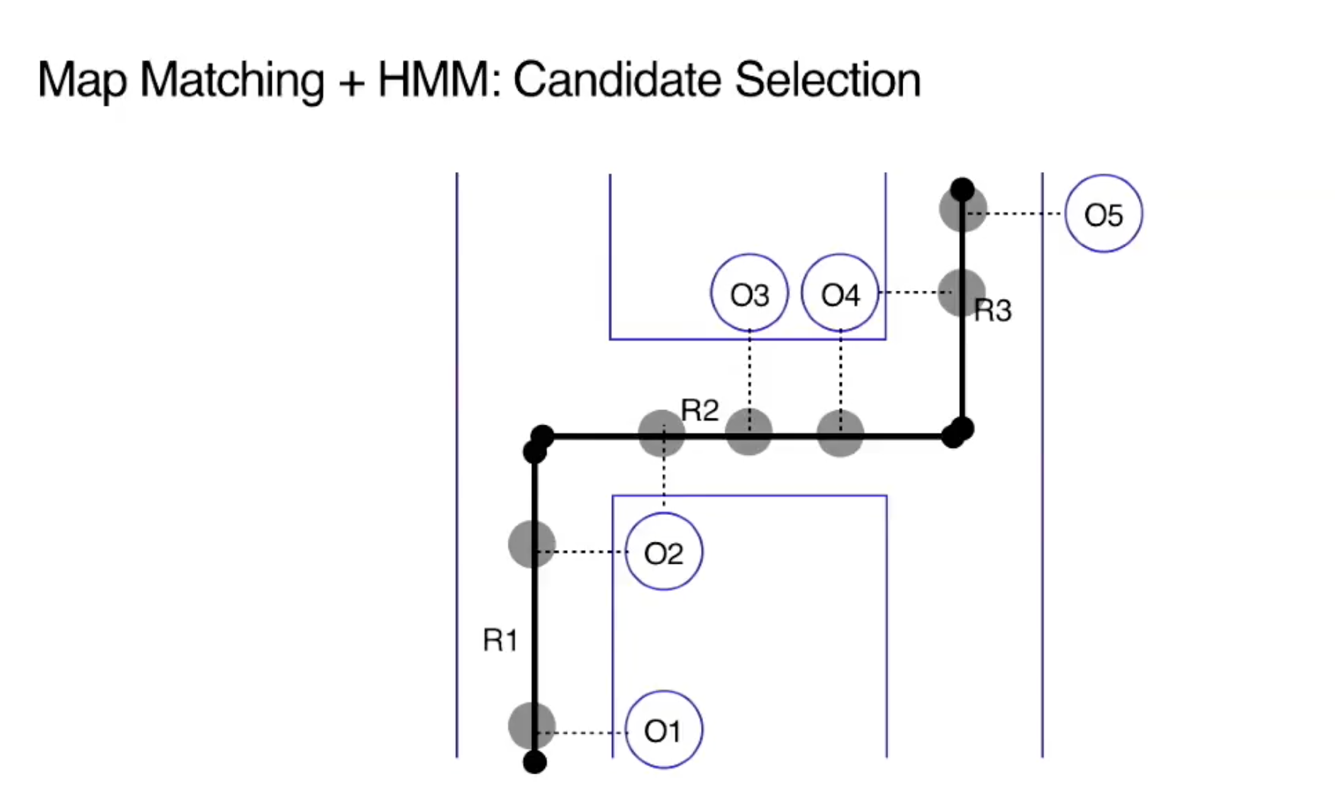 Map Matching + HMM: Candidate Selection
O5
O3
O4
R3
R2
O2
R1
O1